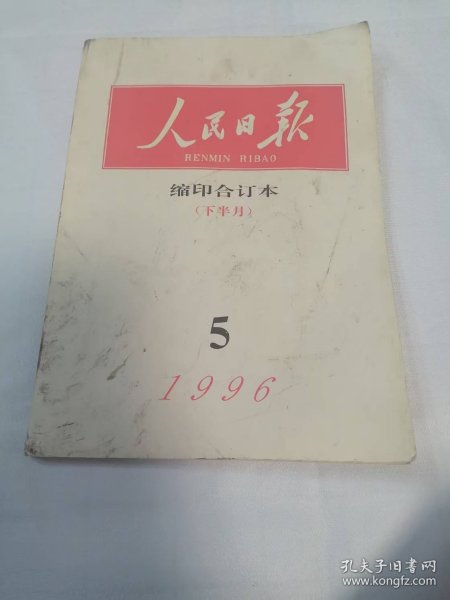 人民日报
RENMIN RIBAO
缩印合订本
(下半月)
5
1996
孔夫子旧书网
www.kongfz.com